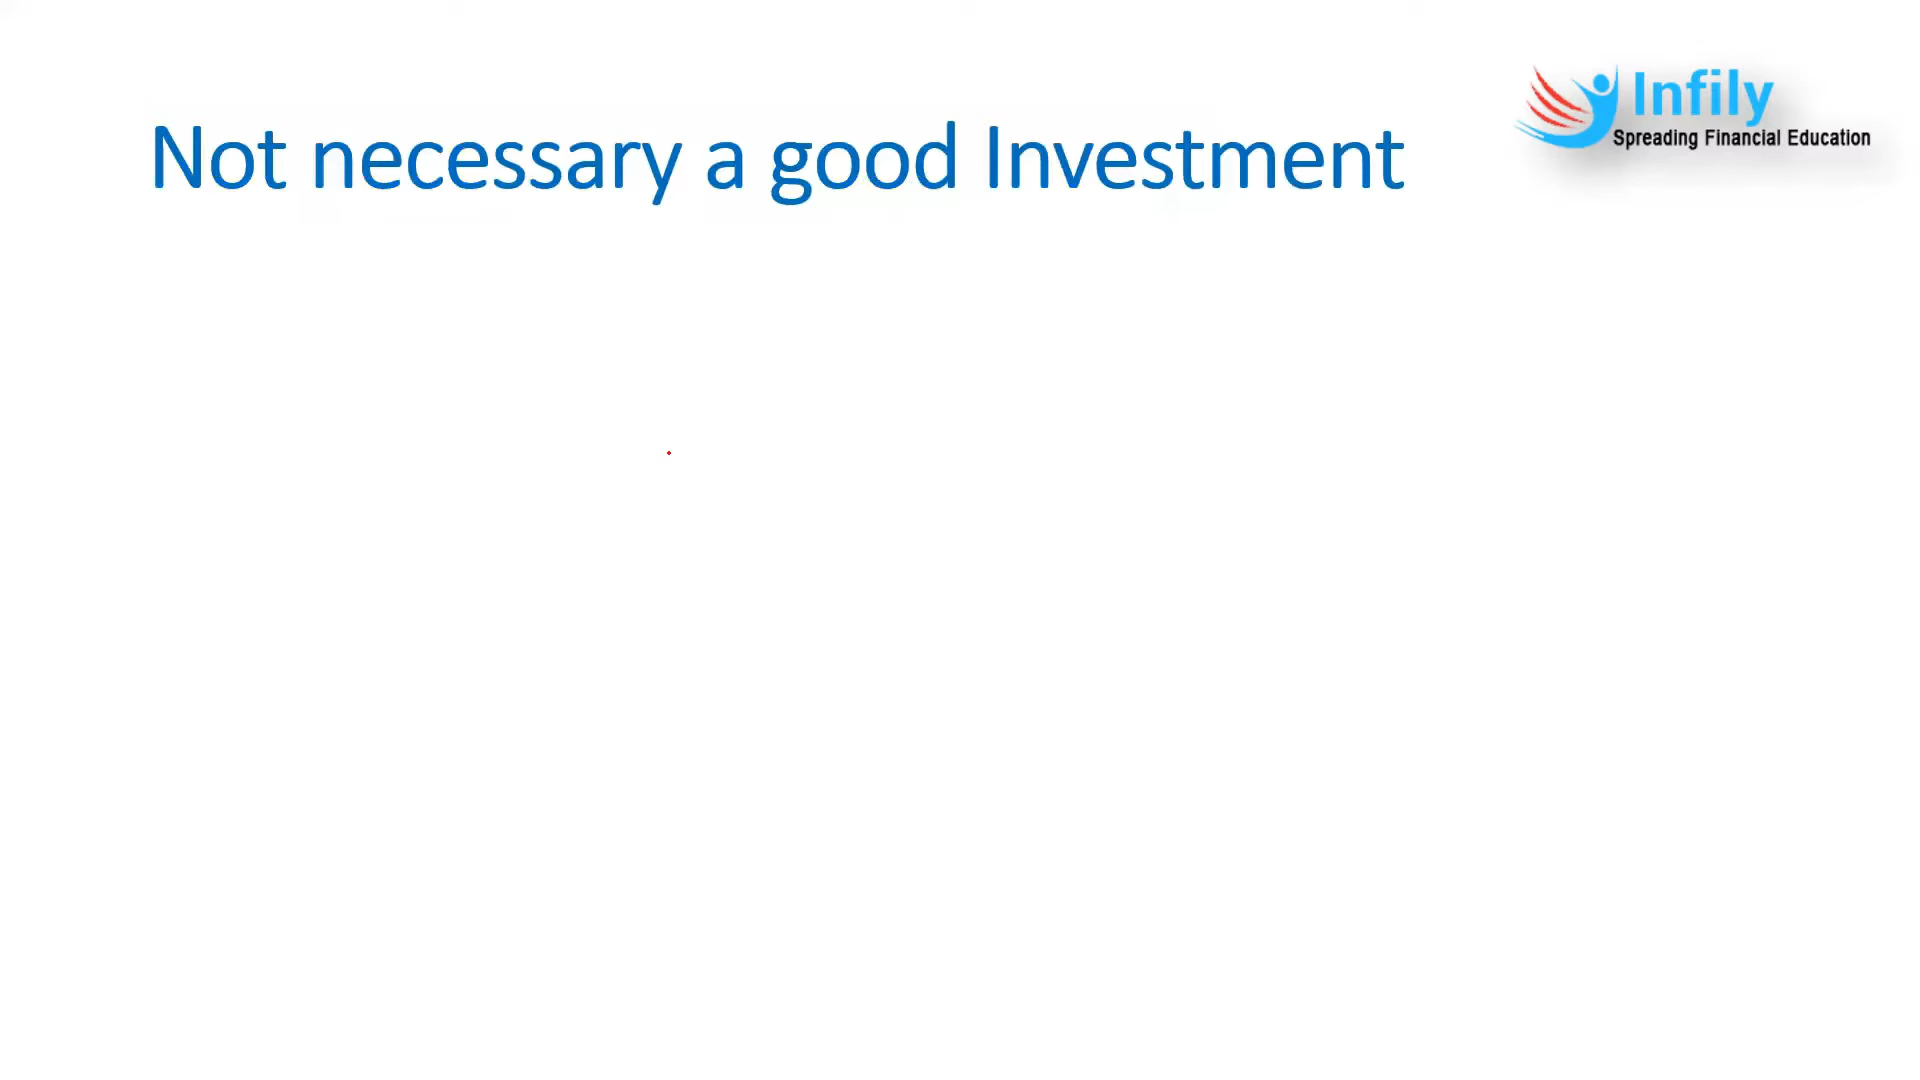 Not necessary a good Investment
Infily
Spreading Financial Education